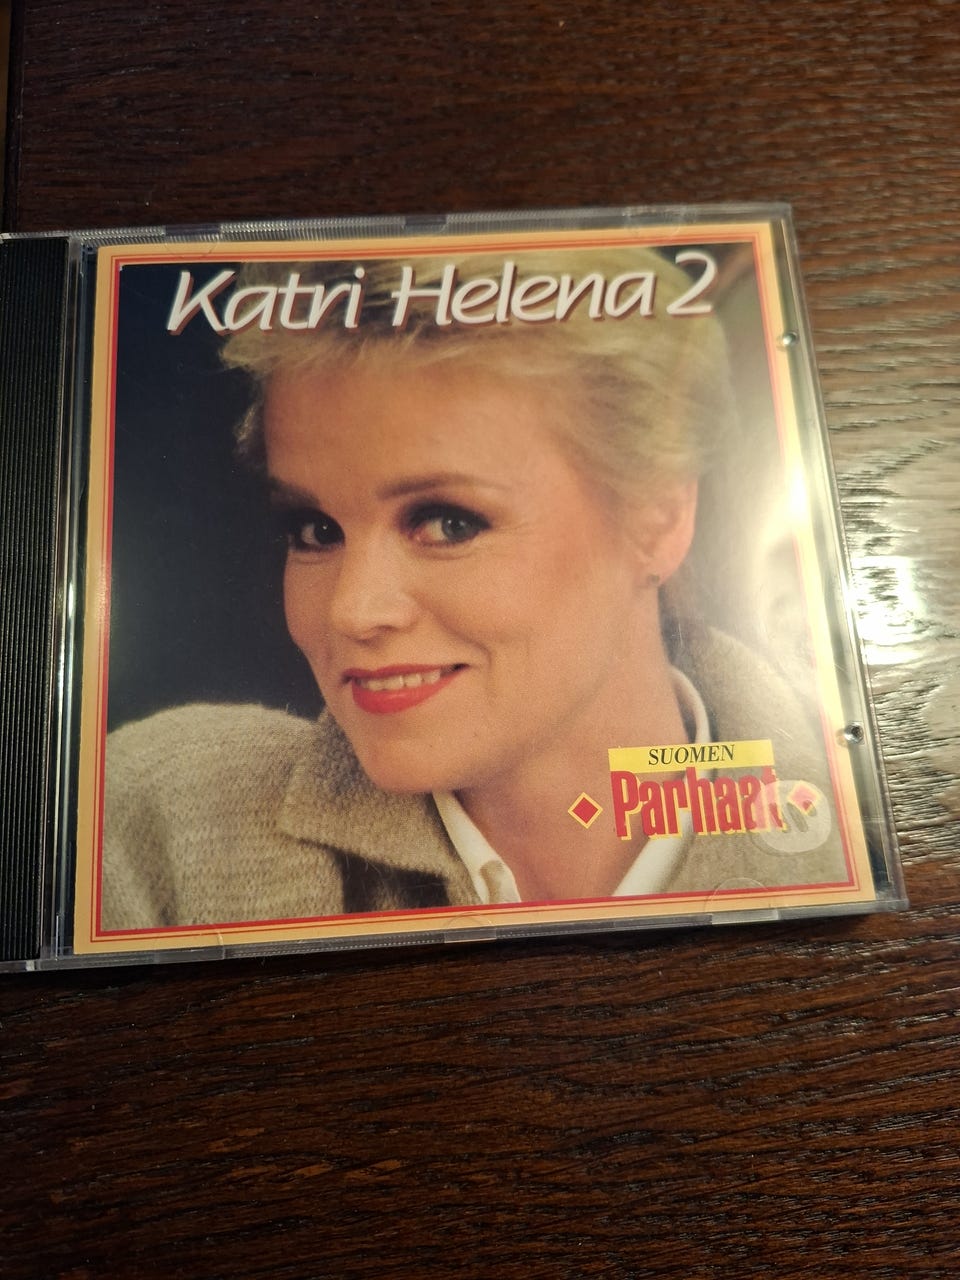 Katri Helena 2
SUOMEN
Parhaat